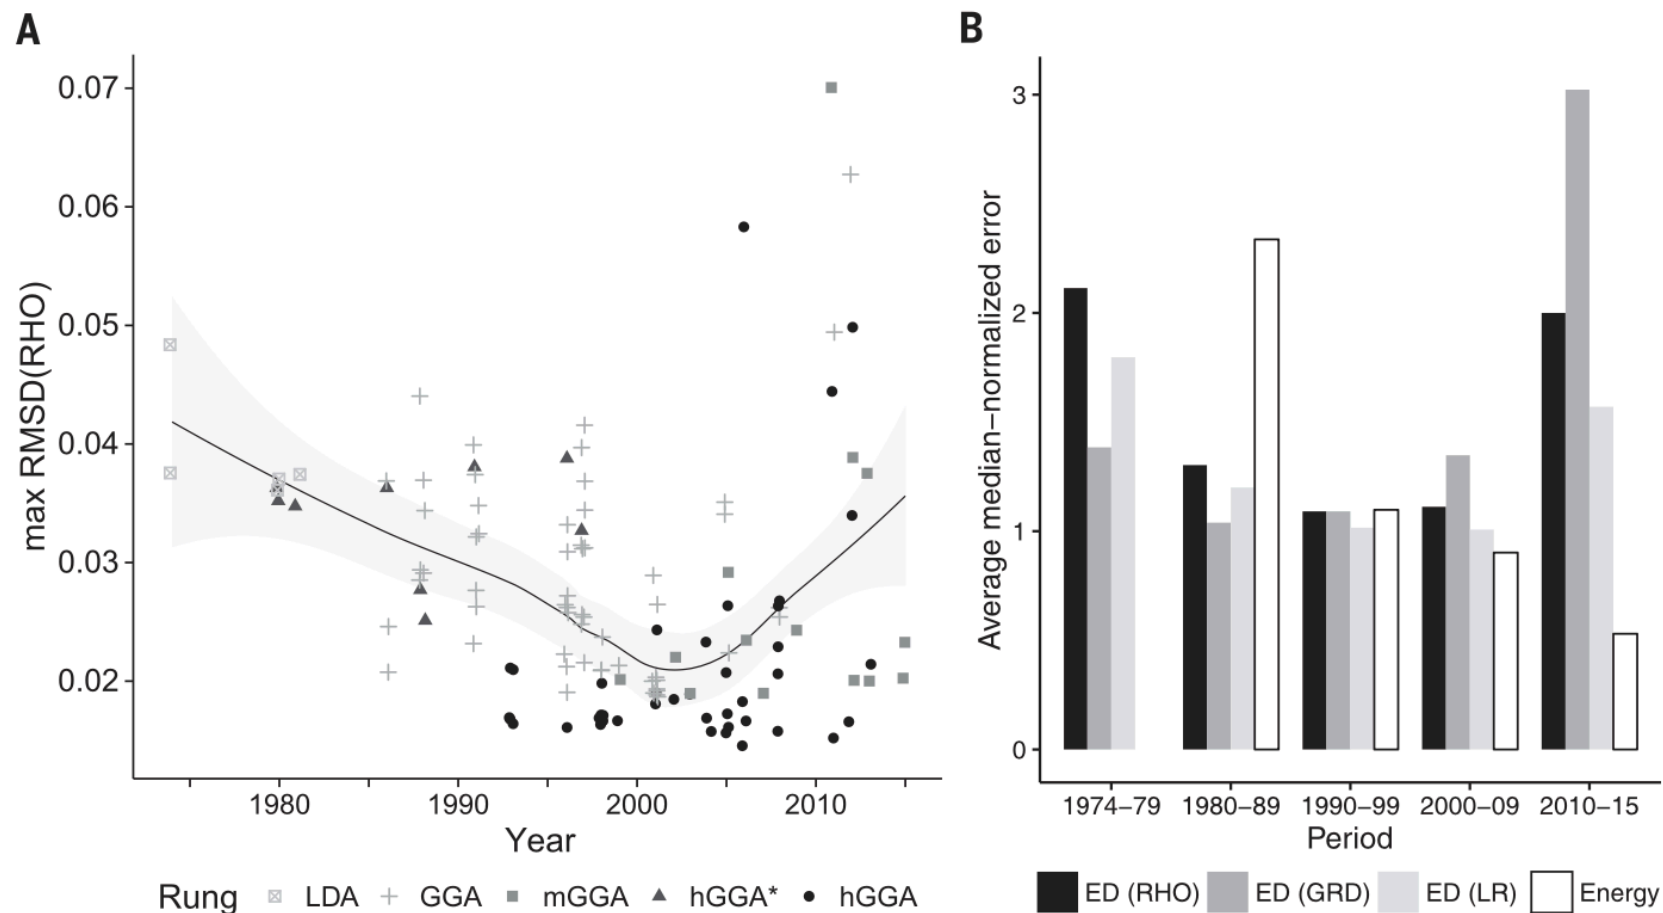 A
max RMSD(RHO)
0.07
0.06
0.05
0.04
0.03
0.02
1980 1990 2000 2010
Year
Rung LDA GGA mGGA hGGA* hGGA
B
Average median–normalized error
3
2
1
0
1974–79 1980–89 1990–99 2000–09 2010–15
Period
ED (RHO) ED (GRD) ED (LR) Energy